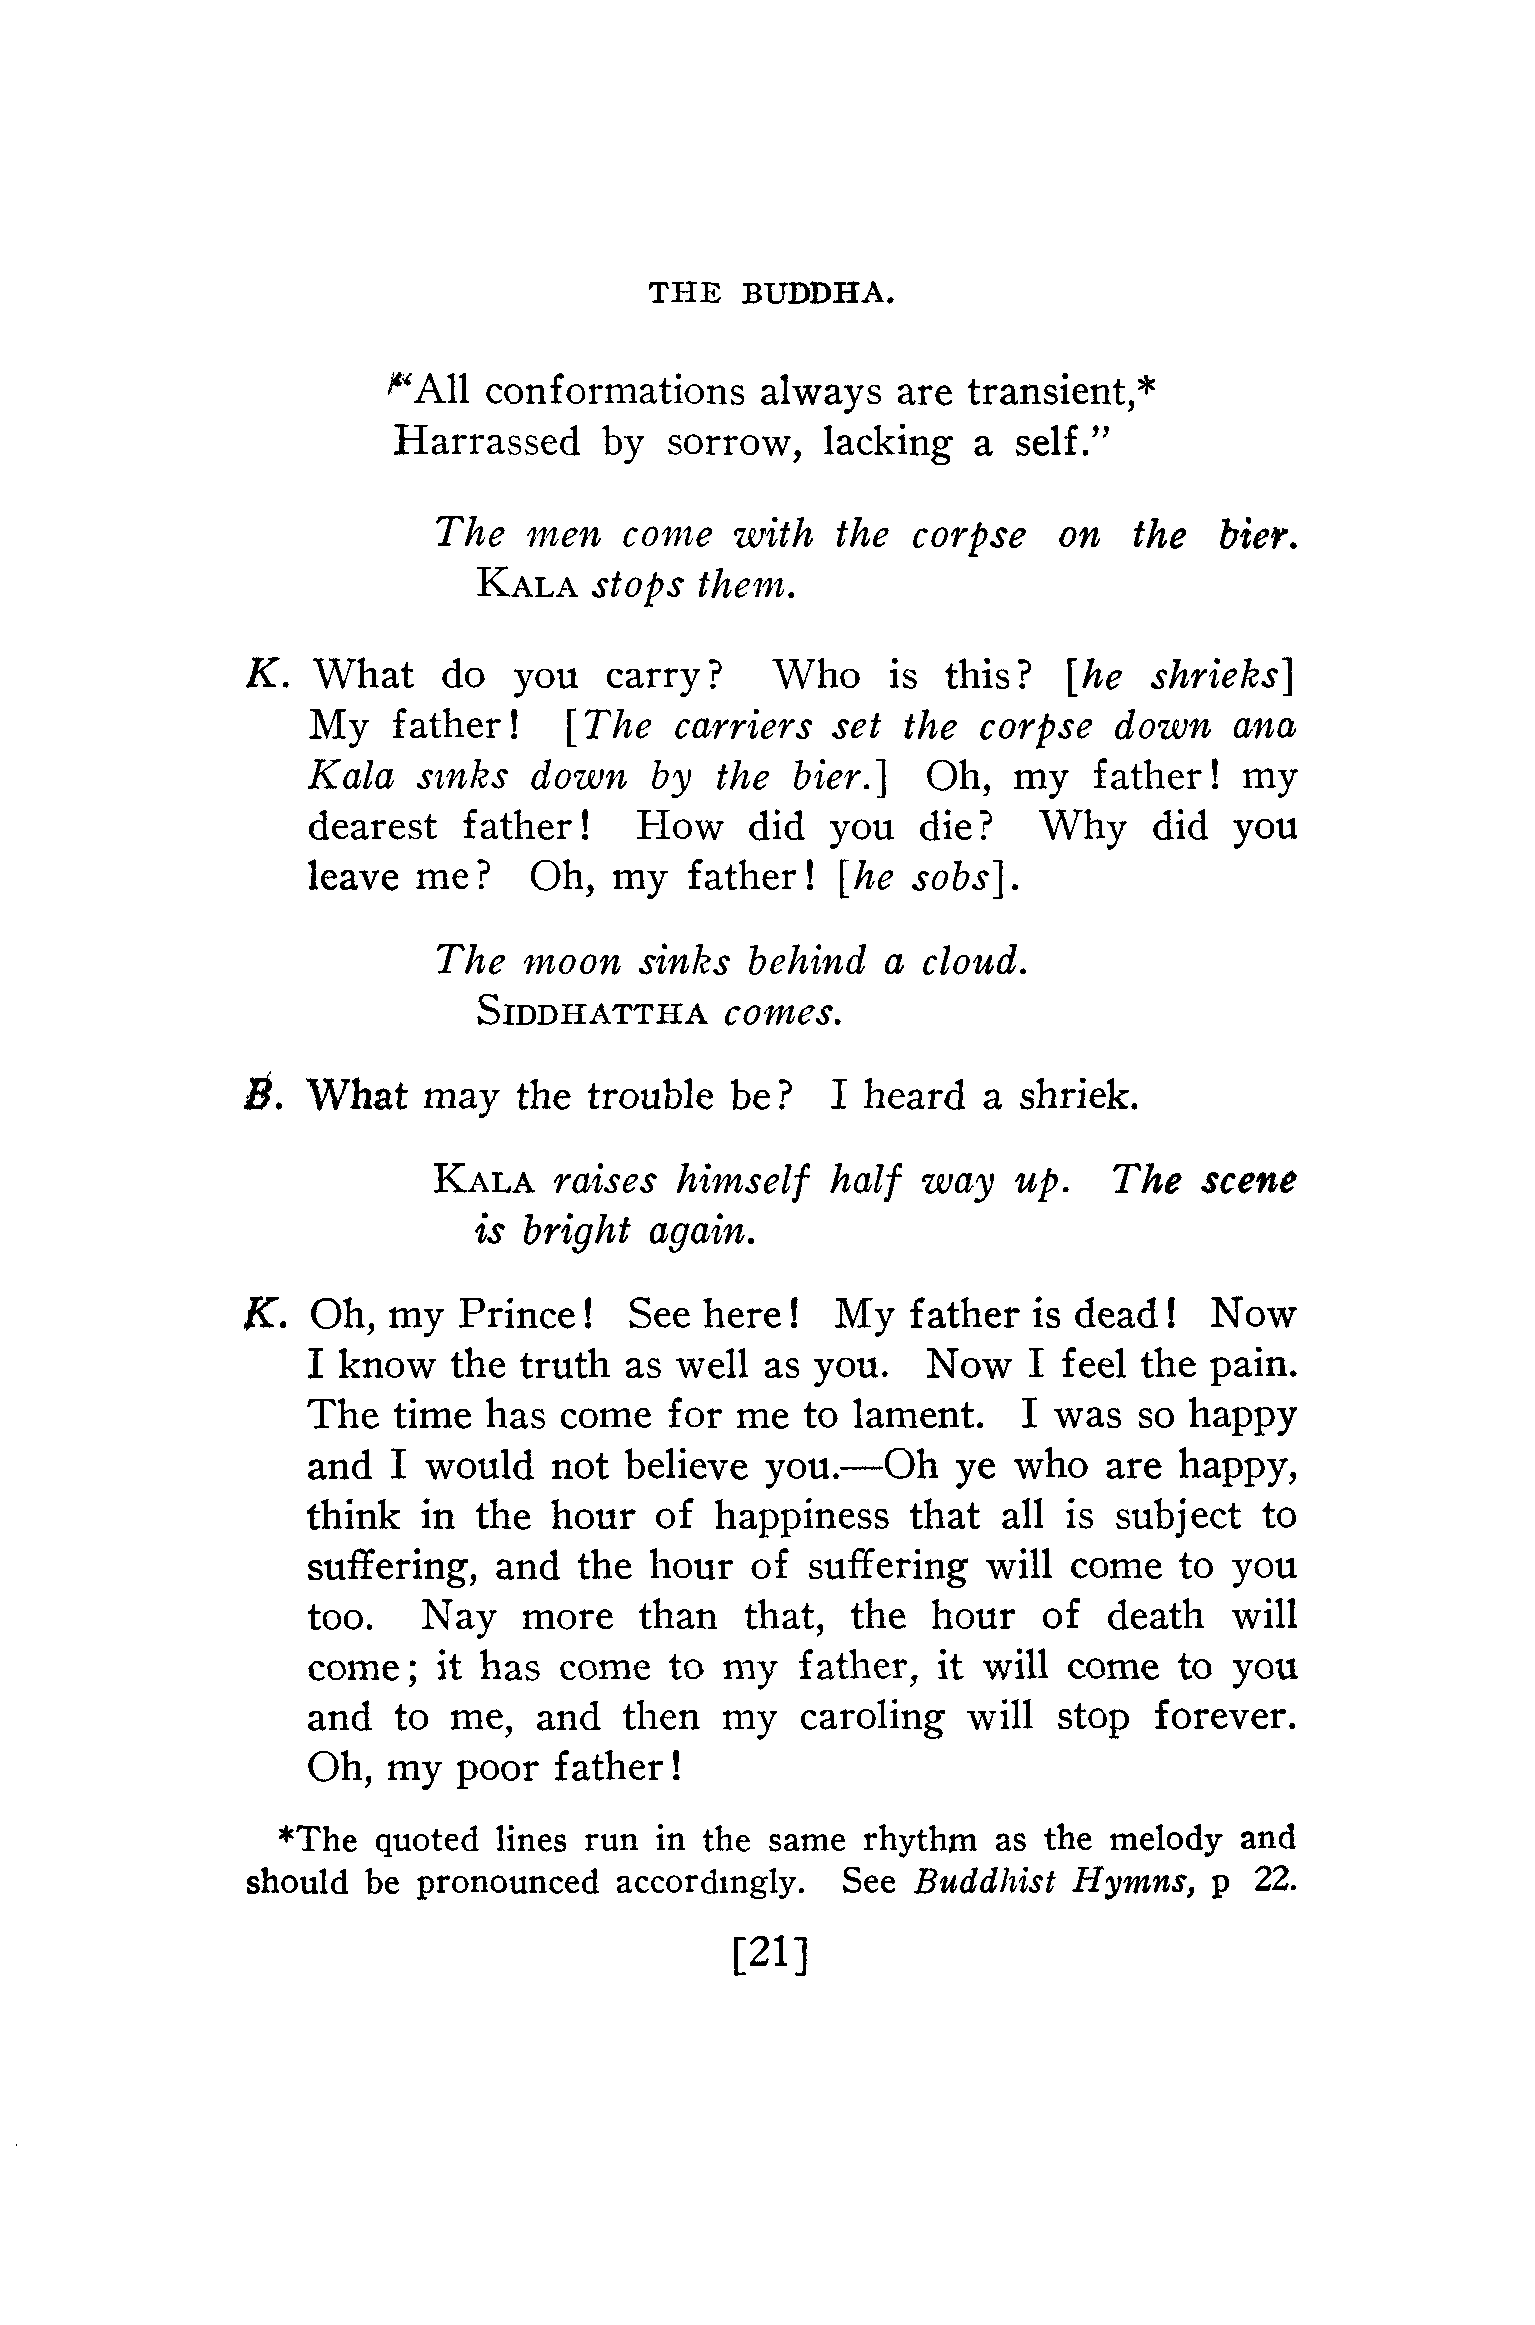 THE BUDDHA.
"All conformations always are transient,*
Harrassed by sorrow, lacking a self."
The men come with the corpse on the bier.
KALA stops them.
K. What do you carry? Who is this? [he shrieks]
My father! [The carriers set the corpse down and
Kala sinks down by the bier.] Oh, my father! my
dearest father! How did you die? Why did you
leave me? Oh, my father! [he sobs].
The moon sinks behind a cloud.
SIDDHATTHA comes.
B. What may the trouble be? I heard a shriek.
KALA raises himself half way up. The scene
is bright again.
K. Oh, my Prince! See here! My father is dead! Now
I know the truth as well as you. Now I feel the pain.
The time has come for me to lament. I was so happy
and I would not believe you.—Oh ye who are happy,
think in the hour of happiness that all is subject to
suffering, and the hour of suffering will come to you
too. Nay more than that, the hour of death will
come; it has come to my father, it will come to you
and to me, and then my caroling will stop forever.
Oh, my poor father!
*The quoted lines run in the same rhythm as the melody and
should be pronounced accordingly. See Buddhist Hymns, p 22.
[21]